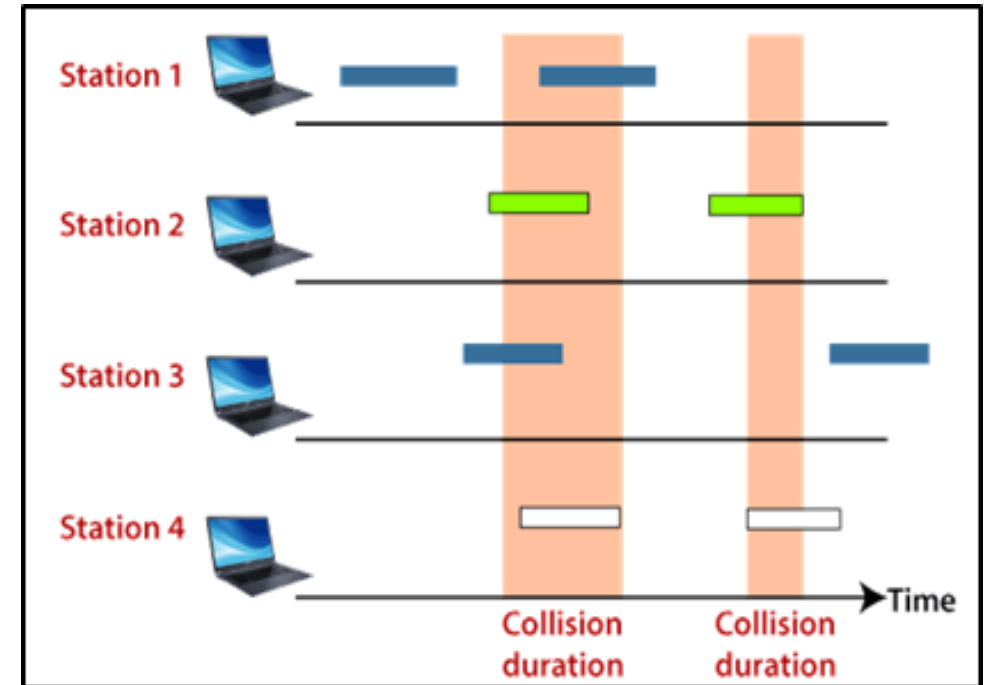 Station 1
Station 2
Station 3
Station 4
Time
Collision
duration
Collision
duration